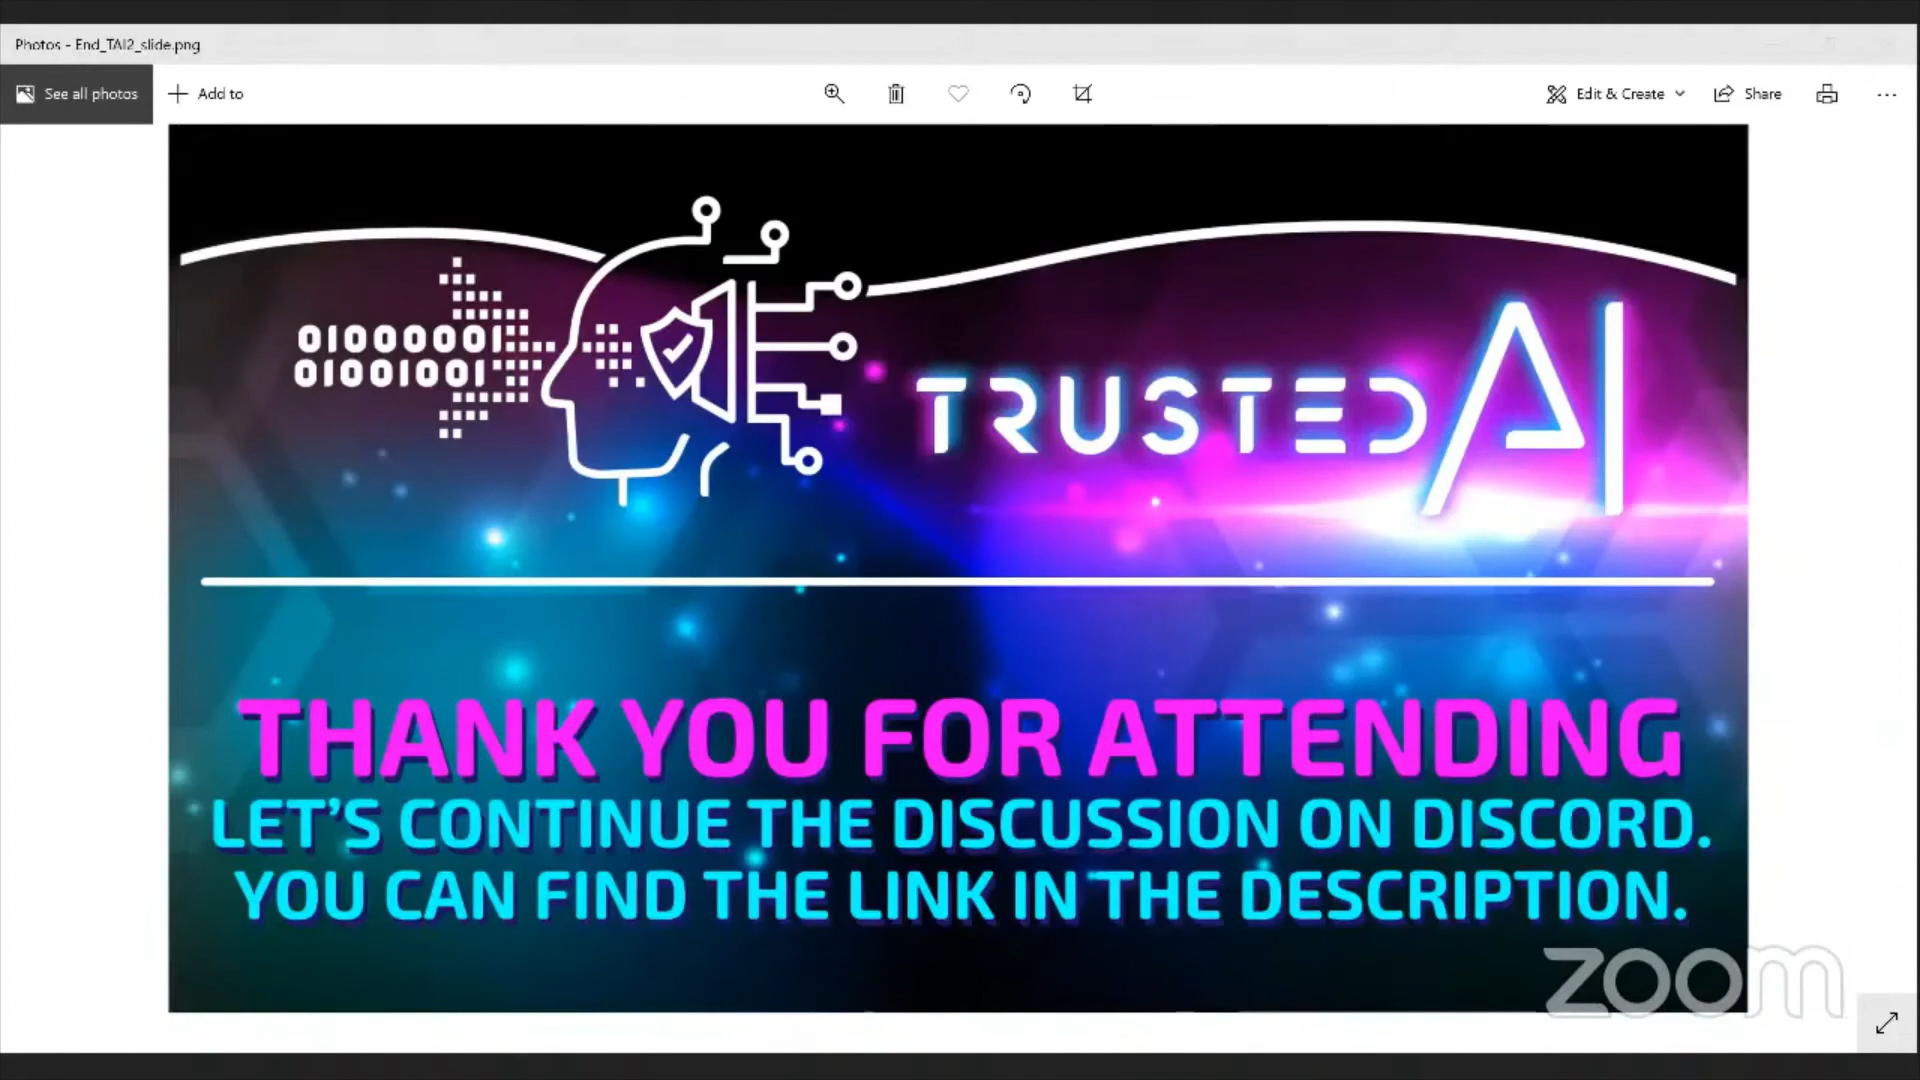 Photos - End_TAI2_slide.png
See all photos
Add to
Edit & Create
Share
01000001
01001001
TRUSTED AI
THANK YOU FOR ATTENDING
LET'S CONTINUE THE DISCUSSION ON DISCORD.
YOU CAN FIND THE LINK IN THE DESCRIPTION.
zoom